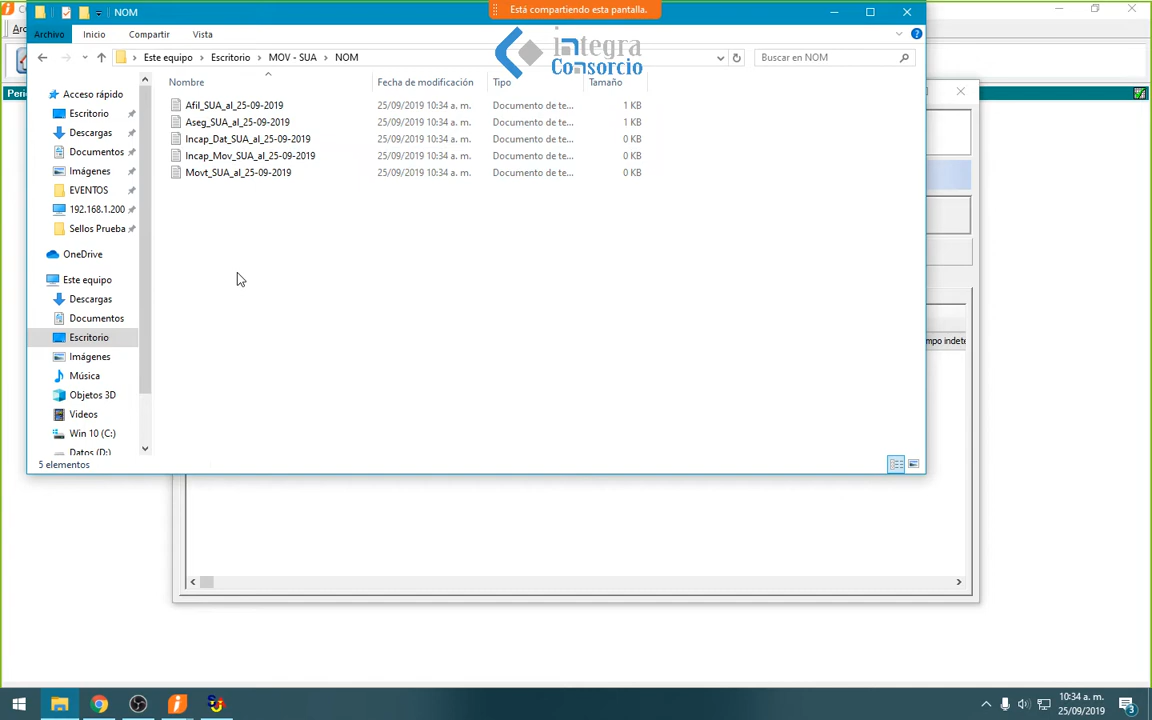 NOM
Está compartiendo esta pantalla.
Archivo Inicio Compartir Vista
integra
Consorcio
Este equipo Escritorio MOV - SUA NOM
Buscar en NOM
Nombre Fecha de modificación Tipo Tamaño
Acceso rápido
Escritorio
Descargas
Documentos
Imágenes
EVENTOS
192.168.1.200
Sellos Prueba
OneDrive
Este equipo
Descargas
Documentos
Escritorio
Imágenes
Música
Objetos 3D
Videos
Win 10 (C:)
Datos (D:)
Afil_SUA_al_25-09-2019 25/09/2019 10:34 a. m. Documento de te... 1 KB
Aseg_SUA_al_25-09-2019 25/09/2019 10:34 a. m. Documento de te... 1 KB
Incap_Dat_SUA_al_25-09-2019 25/09/2019 10:34 a. m. Documento de te... 0 KB
Incap_Mov_SUA_al_25-09-2019 25/09/2019 10:34 a. m. Documento de te... 0 KB
Movt_SUA_al_25-09-2019 25/09/2019 10:34 a. m. Documento de te... 0 KB
5 elementos
Peri
mpo indete
10:34 a. m.
25/09/2019
3